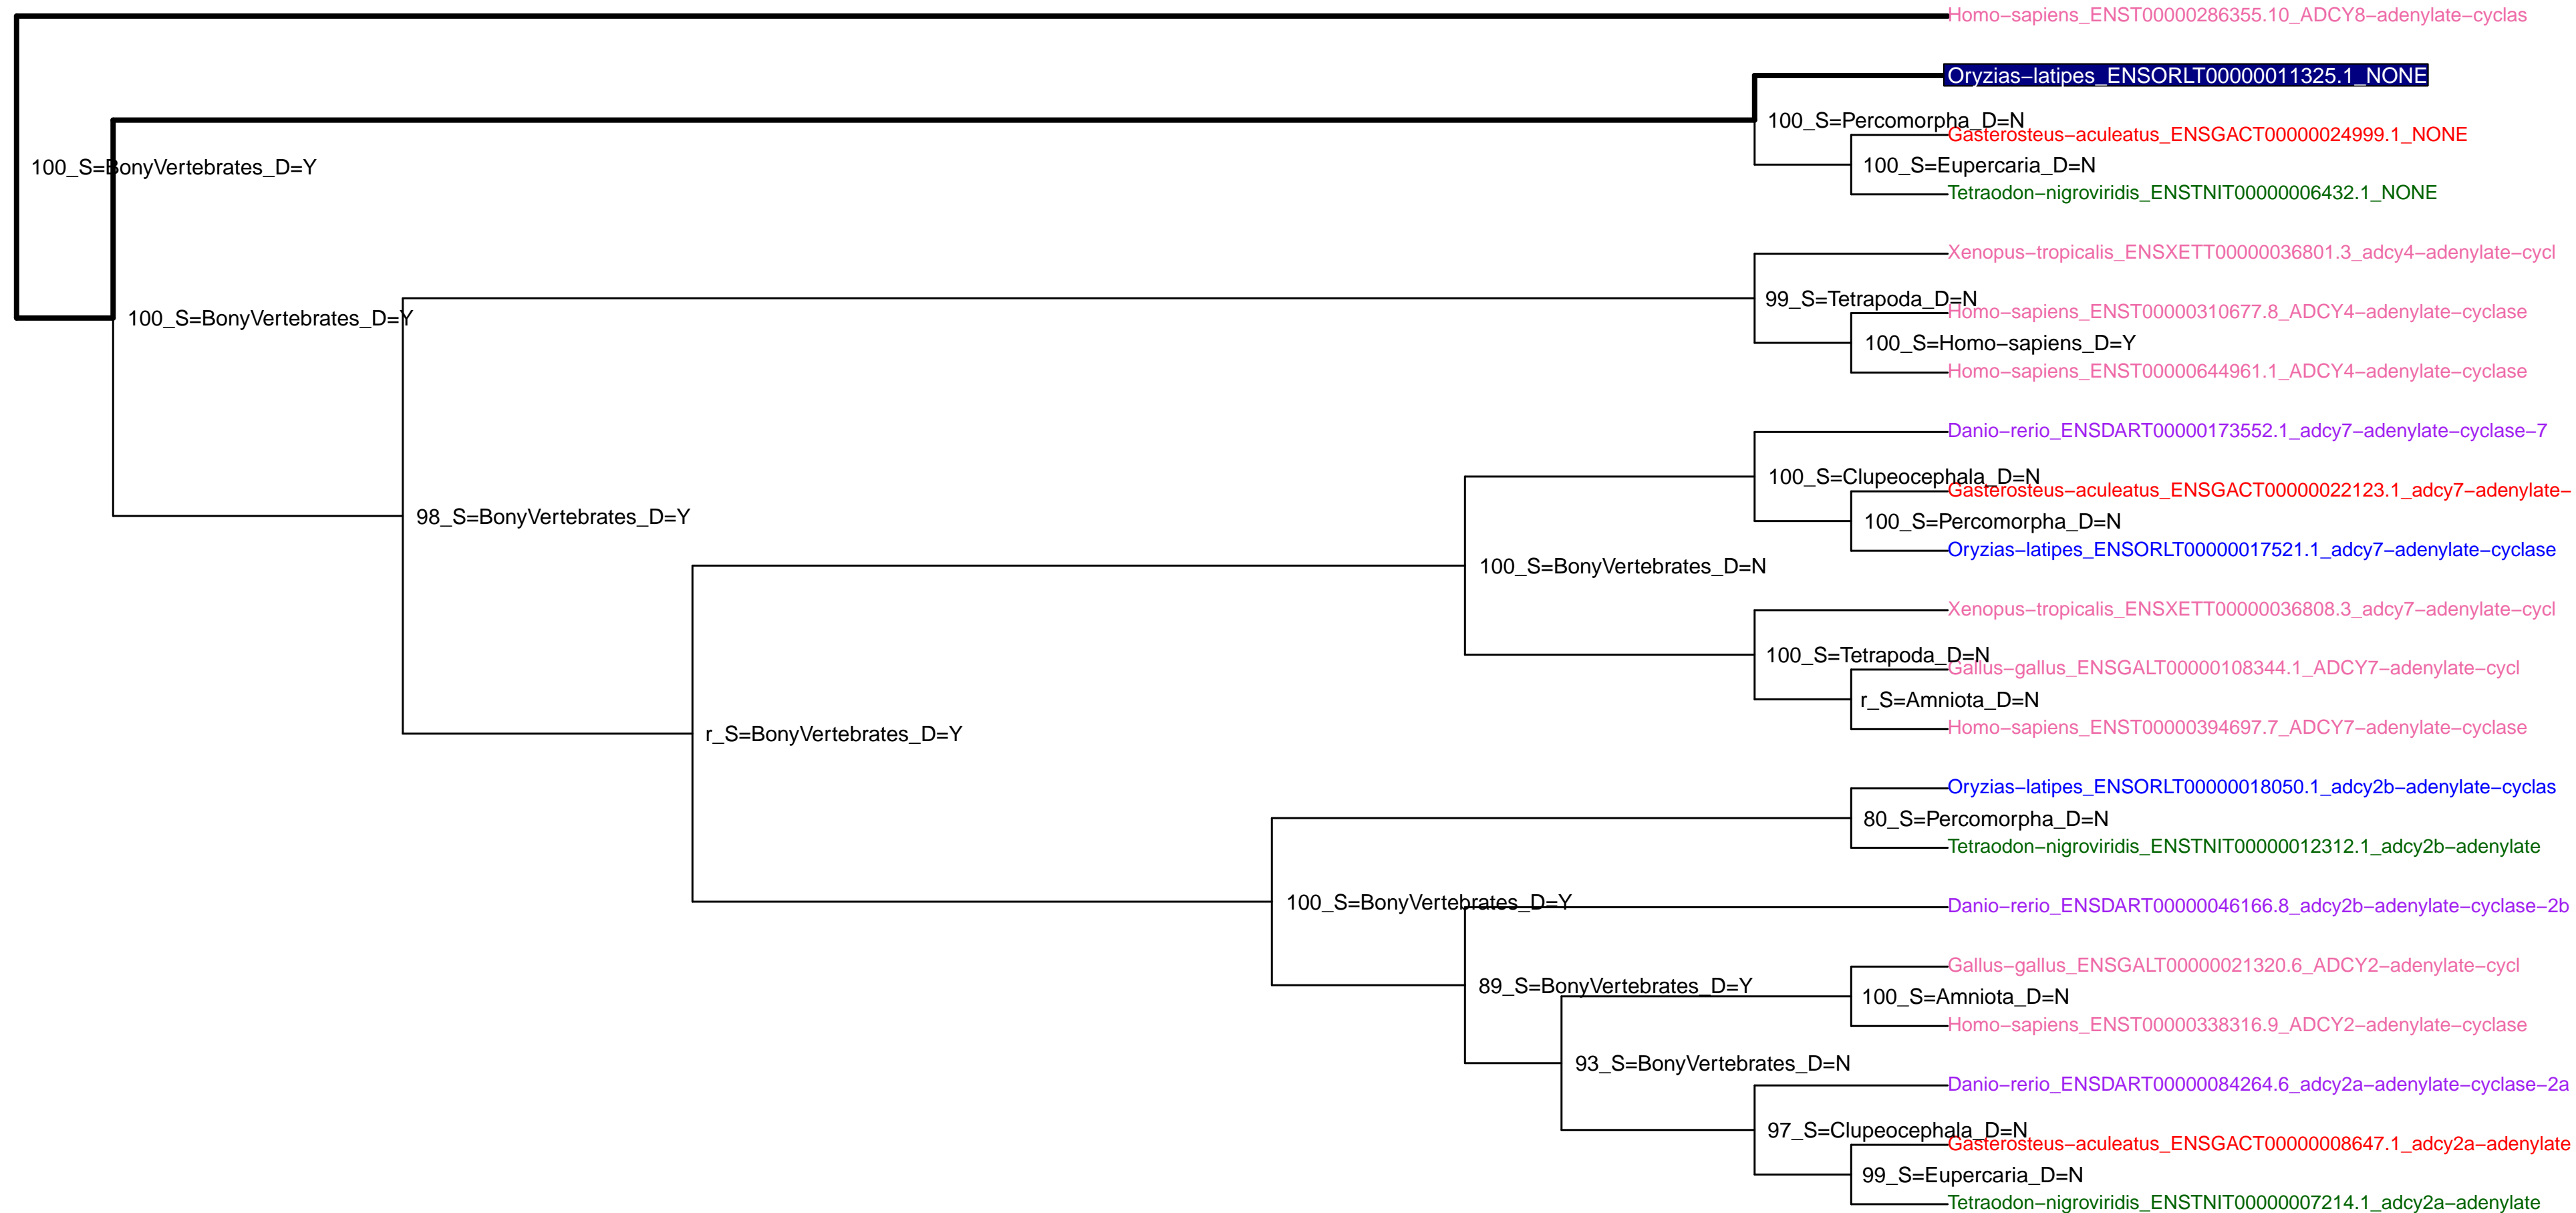 Homo−sapiens_ENST00000286355.10_ADCY8−adenylate−cyclas
Oryzias−latipes_ENSORLT00000011325.1_NONE
100_S=Percomorpha_D=N
Gasterosteus−aculeatus_ENSGACT00000024999.1_NONE
100_S=BonyVertebrates_D=Y
100_S=Eupercaria_D=N
Tetraodon−nigroviridis_ENSTNIT00000006432.1_NONE
Xenopus−tropicalis_ENSXETT00000036801.3_adcy4−adenylate−cycl
99_S=Tetrapoda_D=N
Homo−sapiens_ENST00000310677.8_ADCY4−adenylate−cyclase
100_S=BonyVertebrates_D=Y
100_S=Homo−sapiens_D=Y
Homo−sapiens_ENST00000644961.1_ADCY4−adenylate−cyclase
Danio−rerio_ENSDART00000173552.1_adcy7−adenylate−cyclase−7
100_S=Clupeocephala_D=N
Gasterosteus−aculeatus_ENSGACT00000022123.1_adcy7−adenylate−
98_S=BonyVertebrates_D=Y
100_S=Percomorpha_D=N
Oryzias−latipes_ENSORLT00000017521.1_adcy7−adenylate−cyclase
100_S=BonyVertebrates_D=N
Xenopus−tropicalis_ENSXETT00000036808.3_adcy7−adenylate−cycl
100_S=Tetrapoda_D=N
Gallus−gallus_ENSGALT00000108344.1_ADCY7−adenylate−cycl
r_S=Amniota_D=N
Homo−sapiens_ENST00000394697.7_ADCY7−adenylate−cyclase
r_S=BonyVertebrates_D=Y
Oryzias−latipes_ENSORLT00000018050.1_adcy2b−adenylate−cyclas
80_S=Percomorpha_D=N
Tetraodon−nigroviridis_ENSTNIT00000012312.1_adcy2b−adenylate
100_S=BonyVertebrates_D=Y
Danio−rerio_ENSDART00000046166.8_adcy2b−adenylate−cyclase−2b
Gallus−gallus_ENSGALT00000021320.6_ADCY2−adenylate−cycl
89_S=BonyVertebrates_D=Y
100_S=Amniota_D=N
Homo−sapiens_ENST00000338316.9_ADCY2−adenylate−cyclase
93_S=BonyVertebrates_D=N
Danio−rerio_ENSDART00000084264.6_adcy2a−adenylate−cyclase−2a
97_S=Clupeocephala_D=N
Gasterosteus−aculeatus_ENSGACT00000008647.1_adcy2a−adenylate
99_S=Eupercaria_D=N
Tetraodon−nigroviridis_ENSTNIT00000007214.1_adcy2a−adenylate